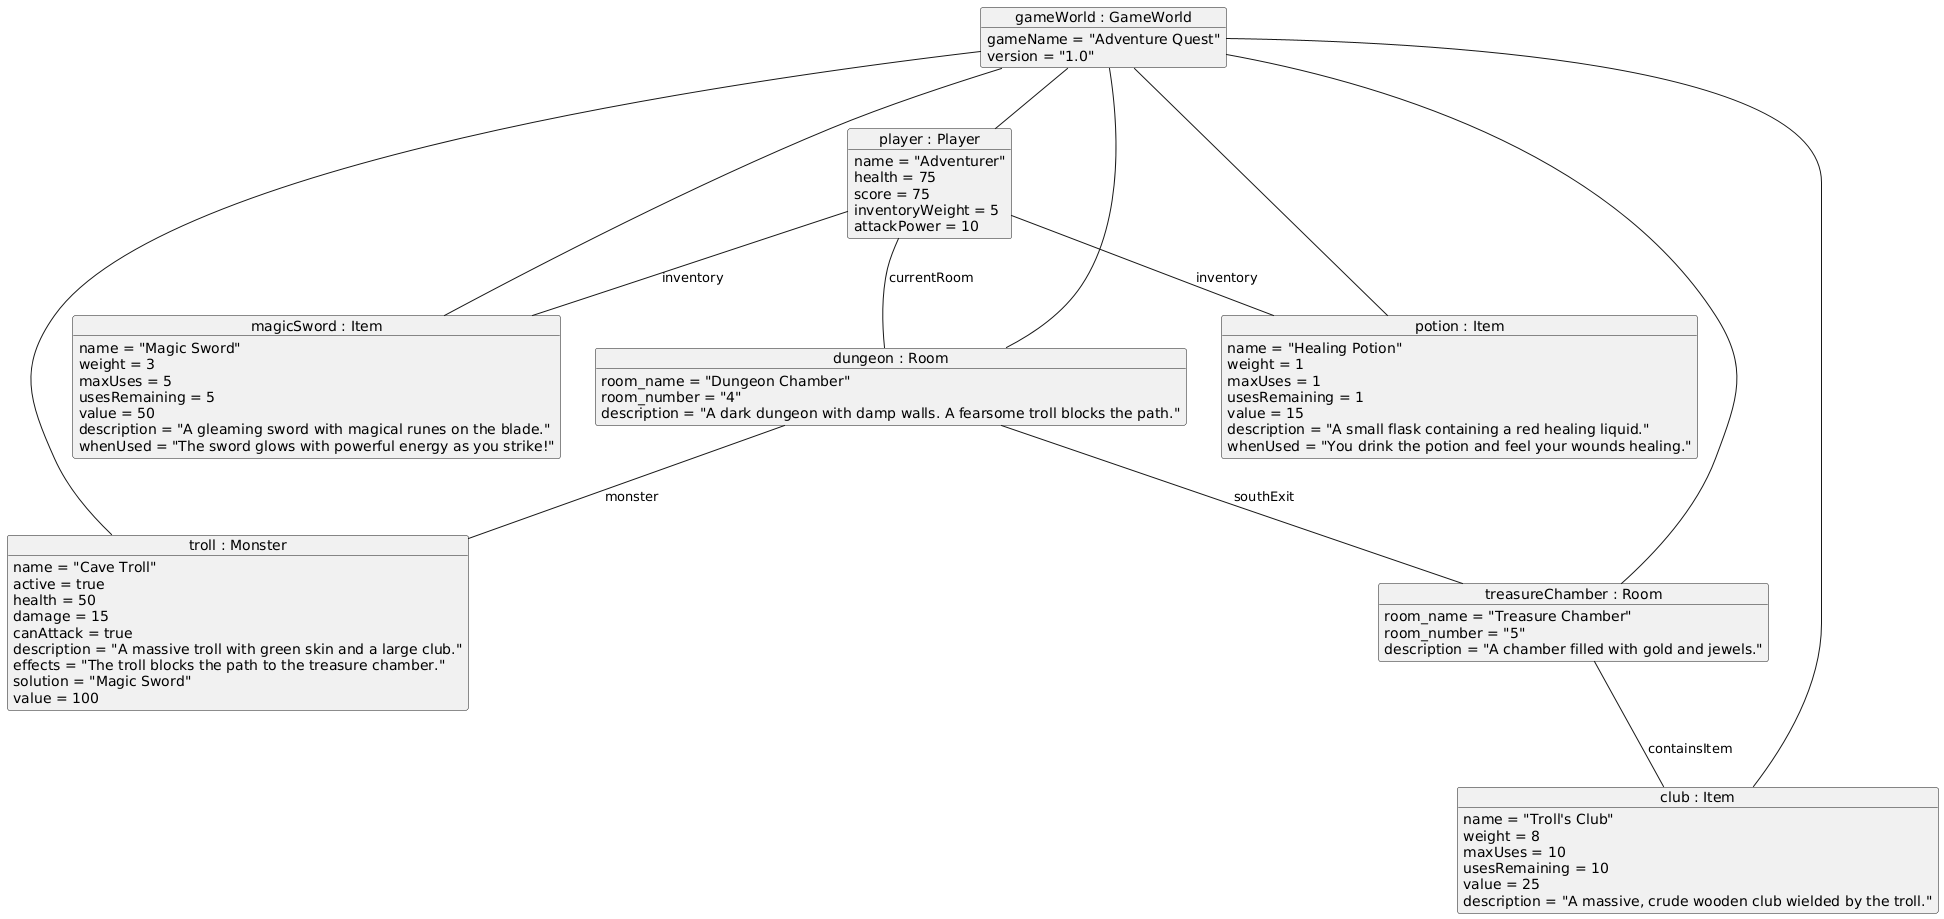 gameWorld : GameWorld
gameName = "Adventure Quest"
version = "1.0"
player : Player
name = "Adventurer"
health = 75
score = 75
inventoryWeight = 5
attackPower = 10
inventory
currentRoom
inventory
magicSword : Item
name = "Magic Sword"
weight = 3
maxUses = 5
usesRemaining = 5
value = 50
description = "A gleaming sword with magical runes on the blade."
whenUsed = "The sword glows with powerful energy as you strike!"
dungeon : Room
room_name = "Dungeon Chamber"
room_number = "4"
description = "A dark dungeon with damp walls. A fearsome troll blocks the path."
potion : Item
name = "Healing Potion"
weight = 1
maxUses = 1
usesRemaining = 1
value = 15
description = "A small flask containing a red healing liquid."
whenUsed = "You drink the potion and feel your wounds healing."
monster
southExit
troll : Monster
name = "Cave Troll"
active = true
health = 50
damage = 15
canAttack = true
description = "A massive troll with green skin and a large club."
effects = "The troll blocks the path to the treasure chamber."
solution = "Magic Sword"
value = 100
treasureChamber : Room
room_name = "Treasure Chamber"
room_number = "5"
description = "A chamber filled with gold and jewels."
containsItem
club : Item
name = "Troll's Club"
weight = 8
maxUses = 10
usesRemaining = 10
value = 25
description = "A massive, crude wooden club wielded by the troll."